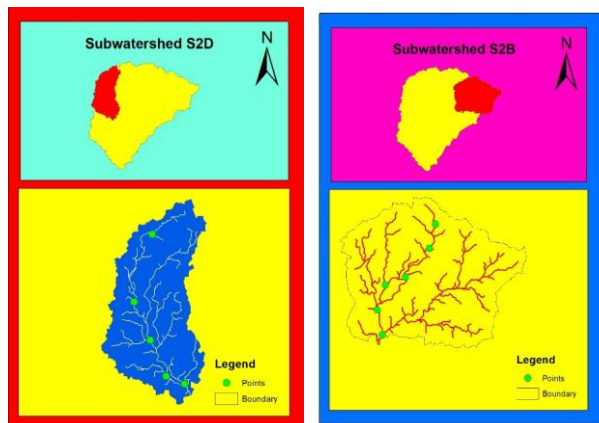 Subwatershed S2D
N
Legend
Points
Boundary
Subwatershed S2B
N
Legend
Points
Boundary